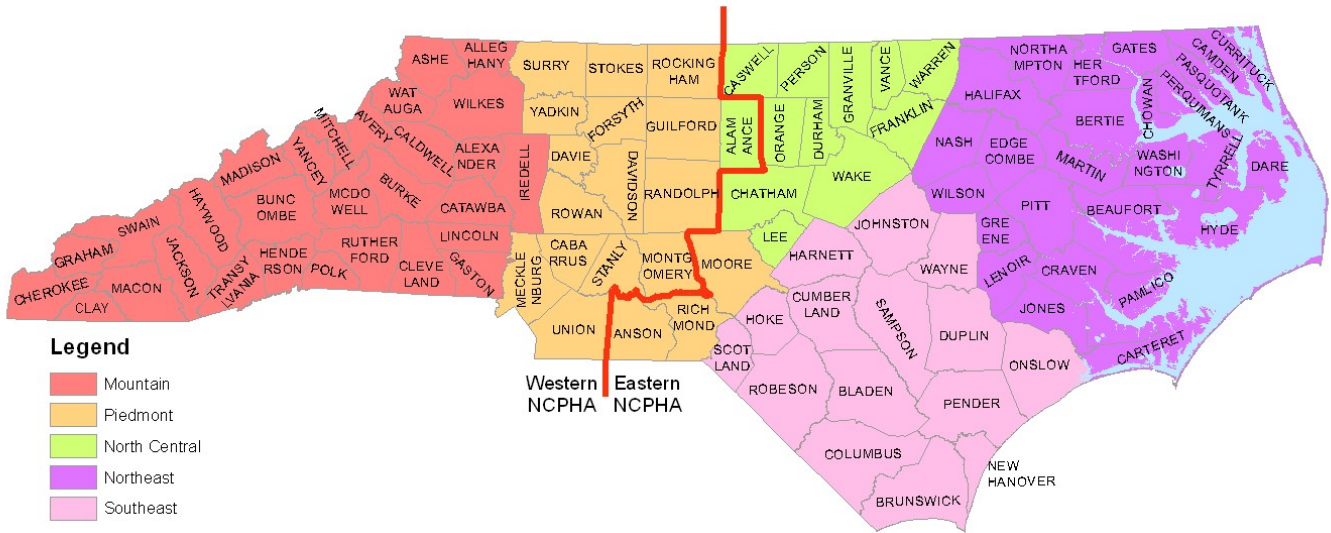 ASHE
ALLEG
HANY
SURRY
STOKES
ROCKING
HAM
CASWELL
PERSON
GRANVILLE
VANCE
WARREN
NORTHA
MPTON
HER
TFORD
GATES
CURRITUCK
CAMDEN
PASQUOTANK
PERQUIMANS
CHOWAN
WAT
AUGA
WILKES
YADKIN
FORSYTH
GUILFORD
ALAM
ANCE
ORANGE
DURHAM
FRANKLIN
HALIFAX
BERTIE
MITCHELL
AVERY
CALDWELL
ALEXA
NDER
IREDELL
DAVIE
DAVIDSON
RANDOLPH
CHATHAM
WAKE
NASH
EDGE
COMBE
MARTIN
WASHI
NGTON
TYRRELL
DARE
MADISON
YANCEY
MCDO
WELL
BURKE
CATAWBA
ROWAN
WILSON
PITT
BEAUFORT
HYDE
SWAIN
HAYWOOD
BUNC
OMBE
RUTHER
FORD
LINCOLN
CABA
RRUS
STANLY
MONTG
OMERY
MOORE
LEE
HARNETT
JOHNSTON
WAYNE
GRE
ENE
LENOIR
CRAVEN
PAMLICO
GRAHAM
JACKSON
HENDE
RSON
POLK
CLEVE
LAND
GASTON
MECKLE
NBURG
CHEROKEE
MACON
TRANSY
LVANIA
CLAY
UNION
ANSON
RICH
MOND
HOKE
CUMBER
LAND
SAMPSON
DUPLIN
JONES
CARTERET
SCOT
LAND
ROBESON
BLADEN
PENDER
ONSLOW
COLUMBUS
BRUNSWICK
NEW
HANOVER
Western
NCPHA
Eastern
NCPHA
Legend
Mountain
Piedmont
North Central
Northeast
Southeast